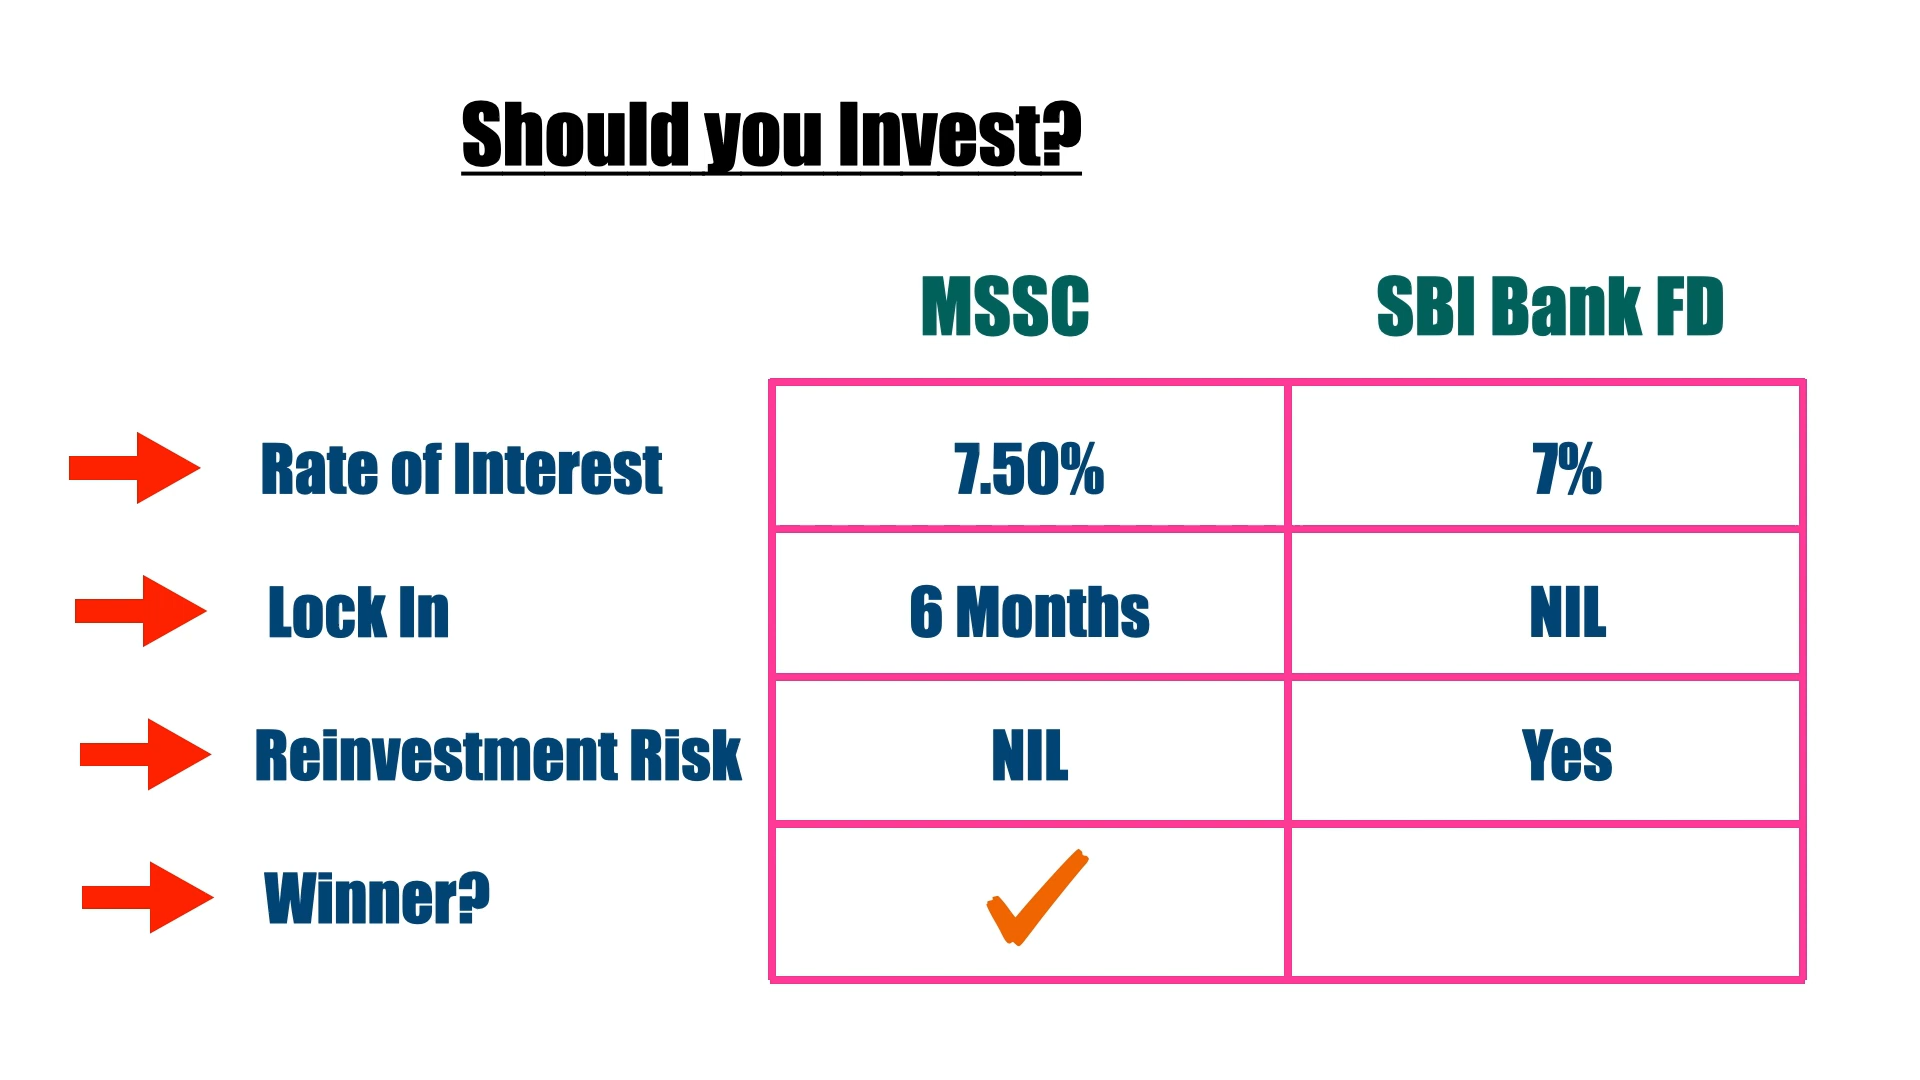 Should you Invest?
MSSC SBI Bank FD
Rate of Interest 7.50% 7%
Lock In 6 Months NIL
Reinvestment Risk NIL Yes
Winner?